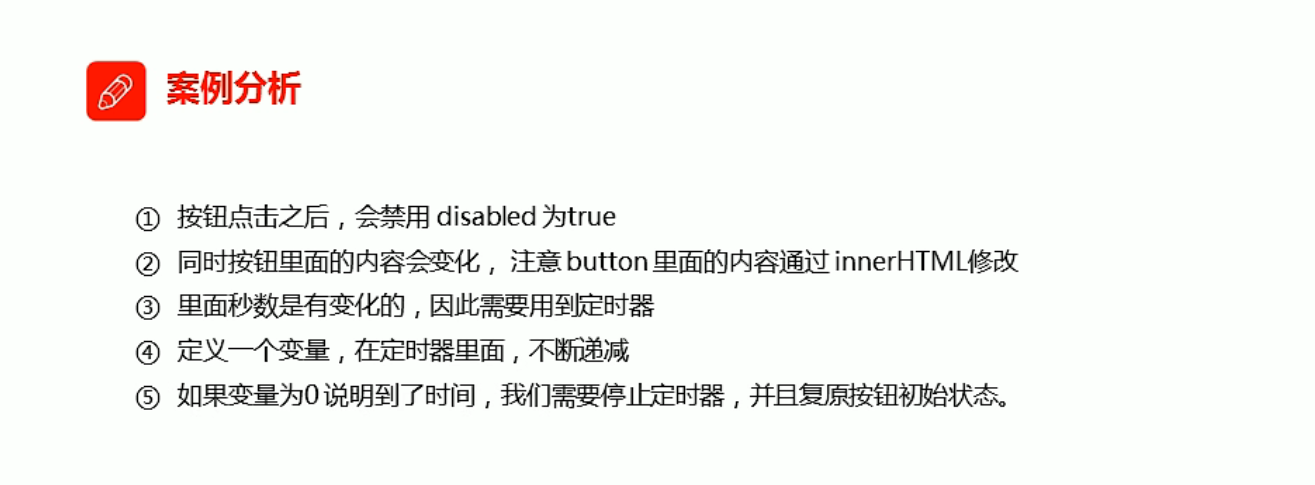 案例分析
① 按钮点击之后，会禁用 disabled 为true
② 同时按钮里面的内容会变化， 注意 button 里面的内容通过 innerHTML修改
③ 里面秒数是有变化的，因此需要用到定时器
④ 定义一个变量，在定时器里面，不断递减
⑤ 如果变量为0 说明到了时间，我们需要停止定时器，并且复原按钮初始状态。